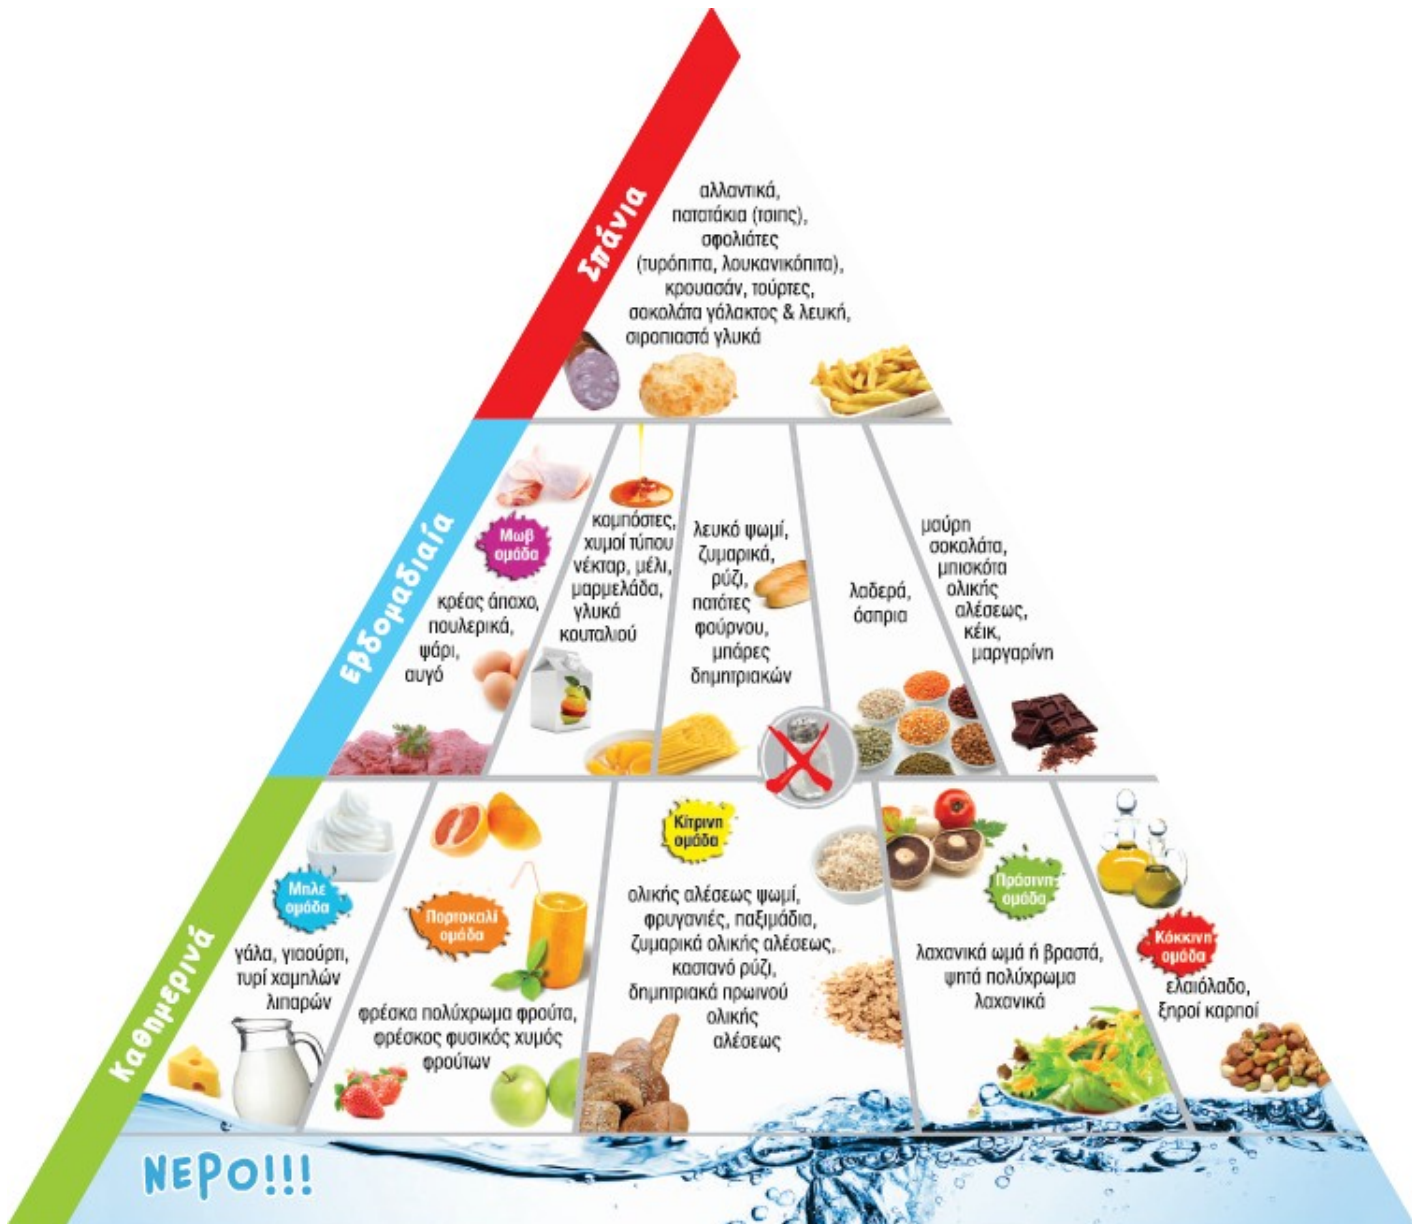 Σπάνια
αλλαντικά,
πατατάκια (τσιπς),
σφολιάτες
(τυρόπιτα, λουκανικόπιτα),
κρουασάν, τούρτες,
σοκολάτα γάλακτος & λευκή,
σιροπιαστά γλυκά
εβδομαδιαία
Μωβ
ομάδα
κρέας άπαχο,
πουλερικά,
ψάρι,
αυγό
κομπόστες,
χυμοί τύπου
νέκταρ, μέλι,
μαρμελάδα,
γλυκά
κουταλιού
λευκό ψωμί,
ζυμαρικά,
ρύζι,
πατάτες
φούρνου,
μπάρες
δημητριακών
λαδερά,
όσπρια
μαύρη
σοκολάτα,
μπισκότα
ολικής
αλέσεως,
κέικ,
μαργαρίνη
Καθημερινά
Μπλε
ομάδα
γάλα, γιαούρτι,
τυρί χαμηλών
λιπαρών
Πορτοκαλί
ομάδα
φρέσκα πολύχρωμα φρούτα,
φρέσκος φυσικός χυμός
φρούτων
Κίτρινη
ομάδα
ολικής αλέσεως ψωμί,
φρυγανιές, παξιμάδια,
ζυμαρικά ολικής αλέσεως,
καστανό ρύζι,
δημητριακά πρωινού
ολικής
αλέσεως
Πράσινη
ομάδα
λαχανικά ωμά ή βραστά,
ψητά πολύχρωμα
λαχανικά
Κόκκινη
ομάδα
ελαιόλαδο,
ξηροί καρποί
ΝΕΡΟ!!!